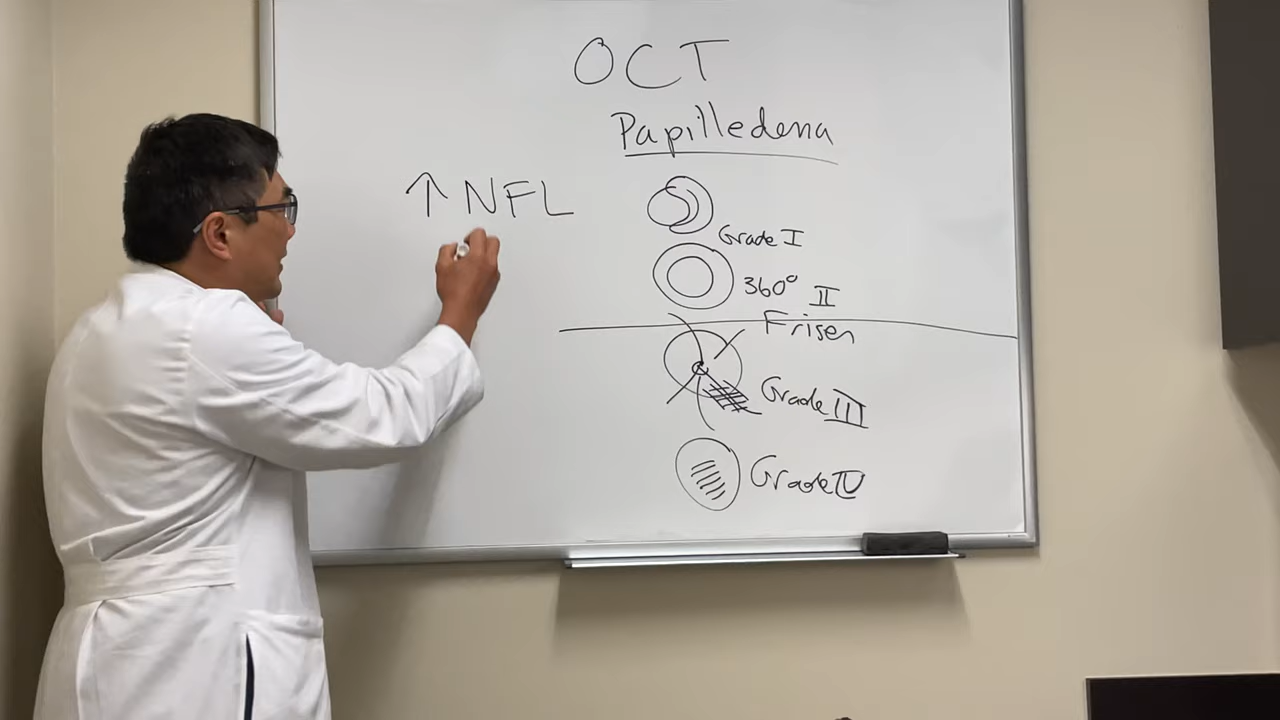 OCT
Papilledema
↑ NFL
Grade I
360° II
Frisen
Grade III
Grade IV